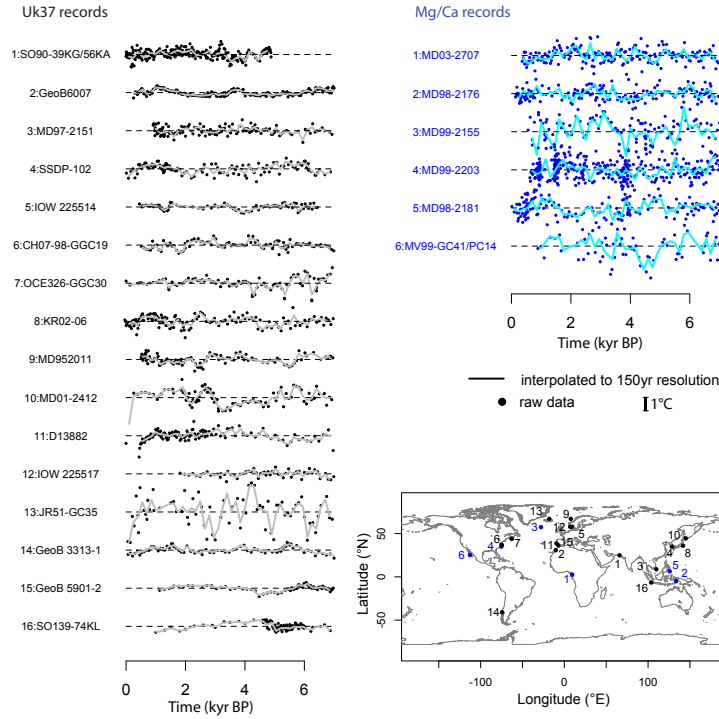 Uk37 records
1:SO90-39KG/56KA
2:GeoB6007
3:MD97-2151
4:SSDP-102
5:IOW 225514
6:CH07-98-GGC19
7:OCE326-GGC30
8:KR02-06
9:MD952011
10:MD01-2412
11:D13882
12:IOW 225517
13:JR51-GC35
14:GeoB 3313-1
15:GeoB 5901-2
16:SO139-74KL
0 2 4 6
Time (kyr BP)
Mg/Ca records
1:MD03-2707
2:MD98-2176
3:MD99-2155
4:MD99-2203
5:MD98-2181
6:MV99-GC41/PC14
0 2 4 6
Time (kyr BP)
interpolated to 150yr resolution
raw data 1°C
Latitude (°N)
50
0
-50
13 9
3 12 5
6 7 10
4 11 15 4 8
6 2 1 3 5
1 16 2
14
-100 0 100
Longitude (°E)